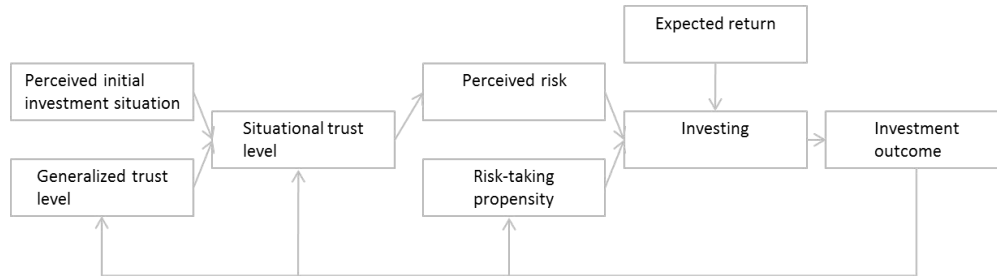 Expected return
Perceived initial
investment situation
Perceived risk
Situational trust
level
Investing
Investment
outcome
Generalized trust
level
Risk-taking
propensity